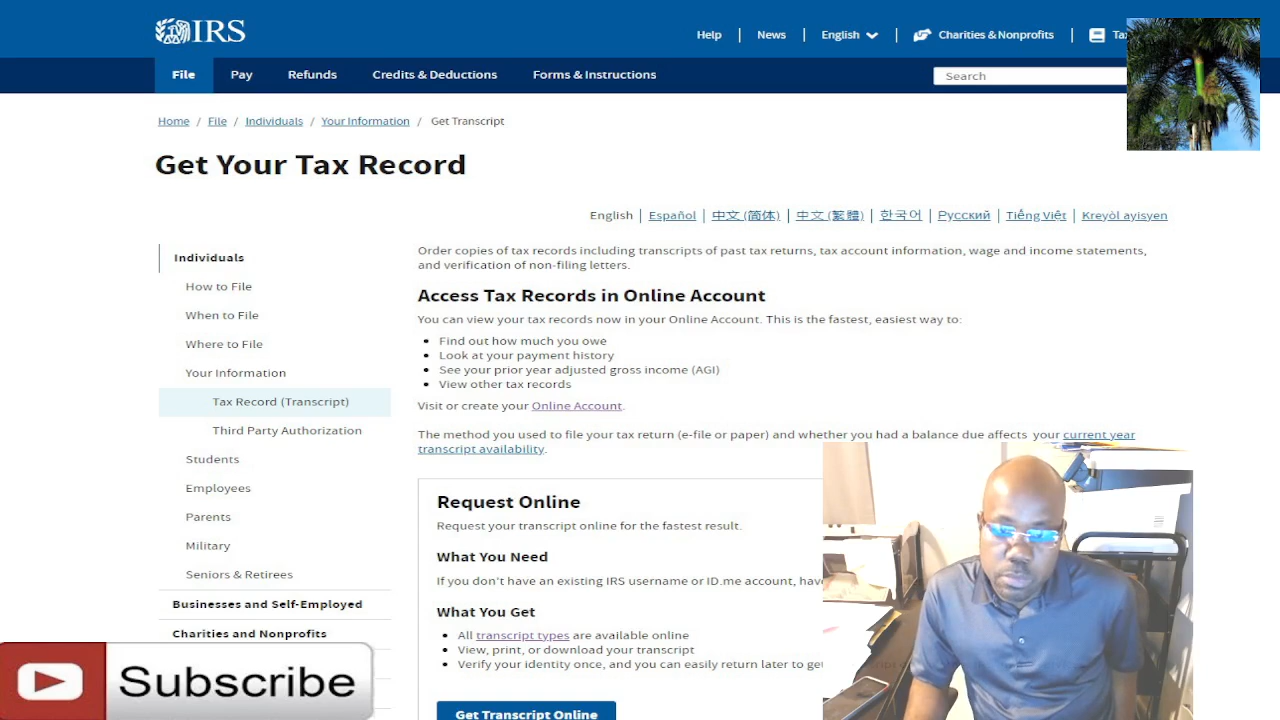 IRS
Help
News
English
Charities & Nonprofits
File
Pay
Refunds
Credits & Deductions
Forms & Instructions
Search
Home / File / Individuals / Your Information / Get Transcript
Get Your Tax Record
English | Español | 中文 (简体) | 中文 (繁體) | 한국어 | Русский | Tiếng Việt | Kreyòl ayisyen
Individuals
How to File
When to File
Where to File
Your Information
Tax Record (Transcript)
Third Party Authorization
Students
Employees
Parents
Military
Seniors & Retirees
Businesses and Self-Employed
Charities and Nonprofits
Order copies of tax records including transcripts of past tax returns, tax account information, wage and income statements,
and verification of non-filing letters.
Access Tax Records in Online Account
You can view your tax records now in your Online Account. This is the fastest, easiest way to:
Find out how much you owe
Look at your payment history
See your prior year adjusted gross income (AGI)
View other tax records
Visit or create your Online Account.
The method you used to file your tax return (e-file or paper) and whether you had a balance due affects your current year
transcript availability.
Request Online
Request your transcript online for the fastest result.
What You Need
If you don't have an existing IRS username or ID.me account,
What You Get
All transcript types are available online
View, print, or download your transcript
Verify your identity once, and you can easily return later to
Get Transcript Online
Subscribe